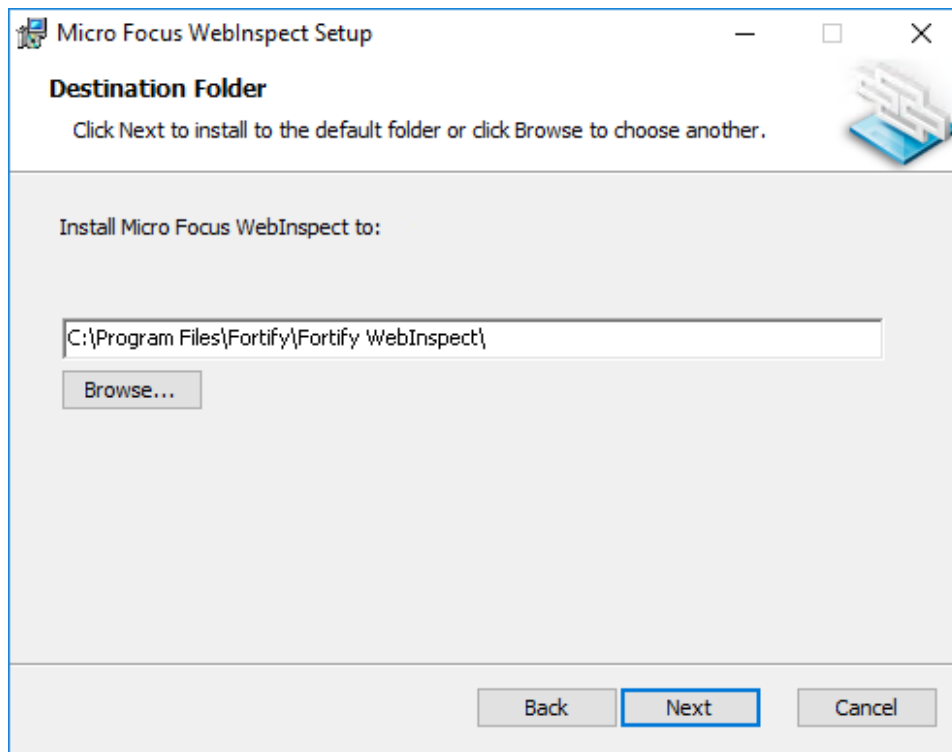 Micro Focus WebInspect Setup
Destination Folder
Click Next to install to the default folder or click Browse to choose another.
Install Micro Focus WebInspect to:
C:\Program Files\Fortify\Fortify WebInspect\
Browse...
Back Next Cancel